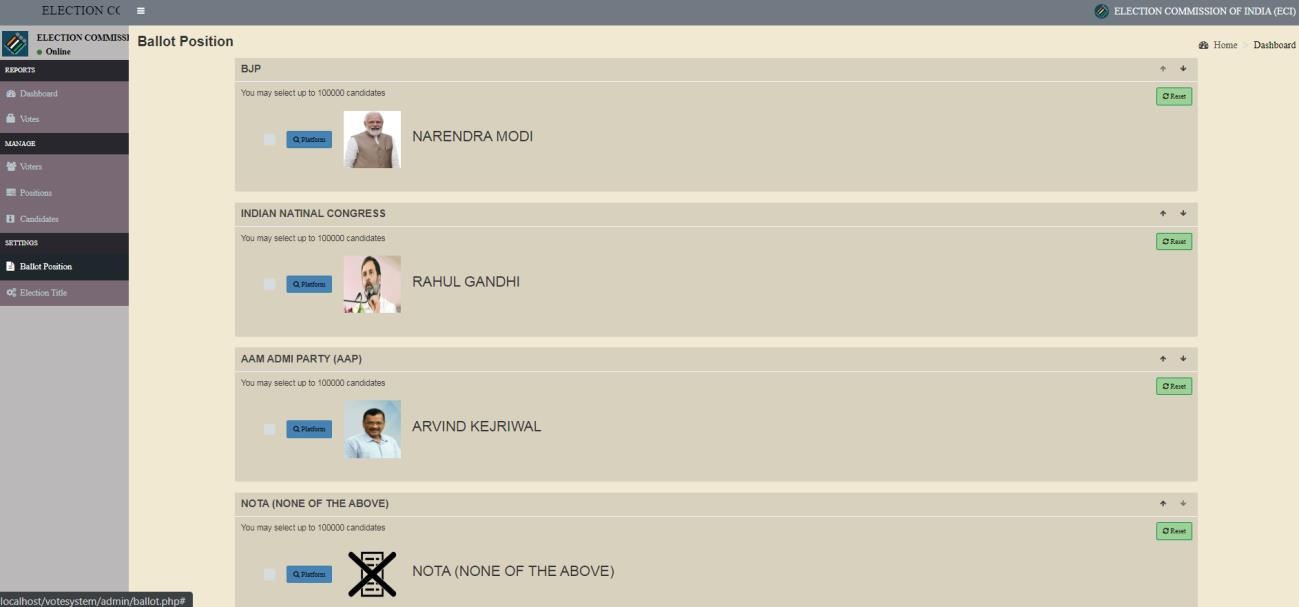 ELECTION CO
ELECTION COMMISSION OF INDIA (ECI)
ELECTION COMMISSI
Online
Ballot Position
Home > Dashboard
REPORTS
Dashboard
Votes
MANAGE
Voters
Positions
Candidates
SETTINGS
Ballot Position
Election Title
BJP
You may select up to 100000 candidates
Reset
Platform
NARENDRA MODI
INDIAN NATINAL CONGRESS
You may select up to 100000 candidates
Reset
Platform
RAHUL GANDHI
AAM ADMI PARTY (AAP)
You may select up to 100000 candidates
Reset
Platform
ARVIND KEJRIWAL
NOTA (NONE OF THE ABOVE)
You may select up to 100000 candidates
Reset
Platform
NOTA (NONE OF THE ABOVE)
localhost/votesystem/admin/ballot.php#